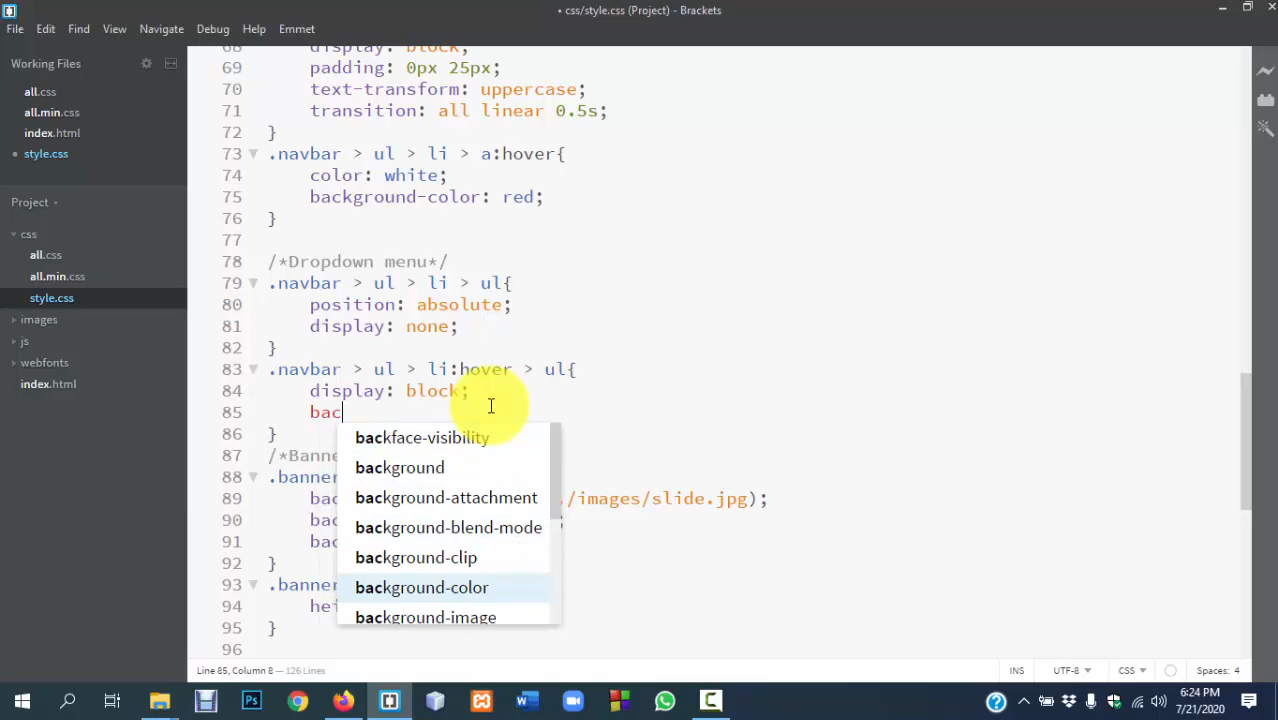 • css/style.css (Project) - Brackets
File Edit Find View Navigate Debug Help Emmet
Working Files
all.css
all.min.css
index.html
• style.css
Project
css
all.css
all.min.css
style.css
images
js
webfonts
index.html
68 display: block;
69 padding: 0px 25px;
70 text-transform: uppercase;
71 transition: all linear 0.5s;
72 }
73 .navbar > ul > li > a:hover{
74 color: white;
75 background-color: red;
76 }
77
78 /*Dropdown menu*/
79 .navbar > ul > li > ul{
80 position: absolute;
81 display: none;
82 }
83 .navbar > ul > li:hover > ul{
84 display: block;
85 bac
86 }
87 /*Banne
88 .banner
89 bac ./images/slide.jpg);
90 bac ;
91 bac
92 }
93 .banner
94 hei
95 }
96
backface-visibility
background
background-attachment
background-blend-mode
background-clip
background-color
background-image
Line 85, Column 8 — 126 Lines
INS UTF-8 CSS Spaces: 4
6:24 PM
7/21/2020